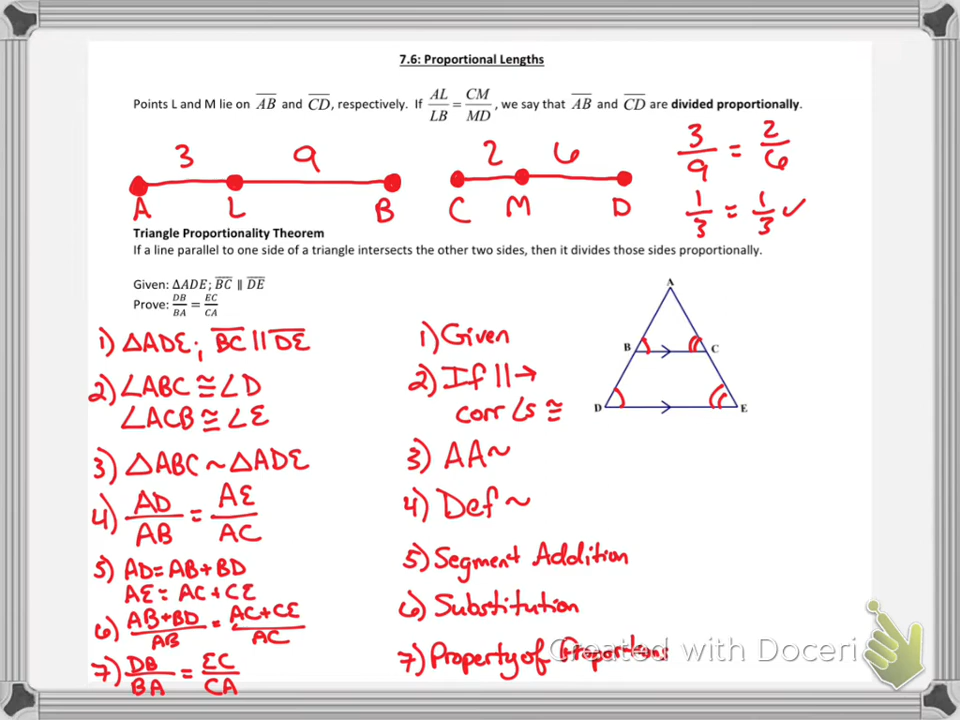 7.6: Proportional Lengths
Points L and M lie on AB and CD, respectively. If AL/LB = CM/MD, we say that AB and CD are divided proportionally.
3 9 2 6 3/9 = 2/6
A L B C M D 1/3 = 1/3 ✓
Triangle Proportionality Theorem
If a line parallel to one side of a triangle intersects the other two sides, then it divides those sides proportionally.
Given: ΔADE; BC ∥ DE
Prove: DB/BA = EC/CA
A
B C
D E
1) △ADE; BC || DE 1) Given
2) ∠ABC ≅ ∠D 2) If || →
∠ACB ≅ ∠E corr ∠s ≅
3) △ABC ~ △ADE 3) AA~
4) AD/AB = AE/AC 4) Def ~
5) AD = AB + BD 5) Segment Addition
AE = AC + CE
6) AB+BD/AB = AC+CE/AC 6) Substitution
7) DB/BA = EC/CA 7) Property of Proportion
Created with Doceri